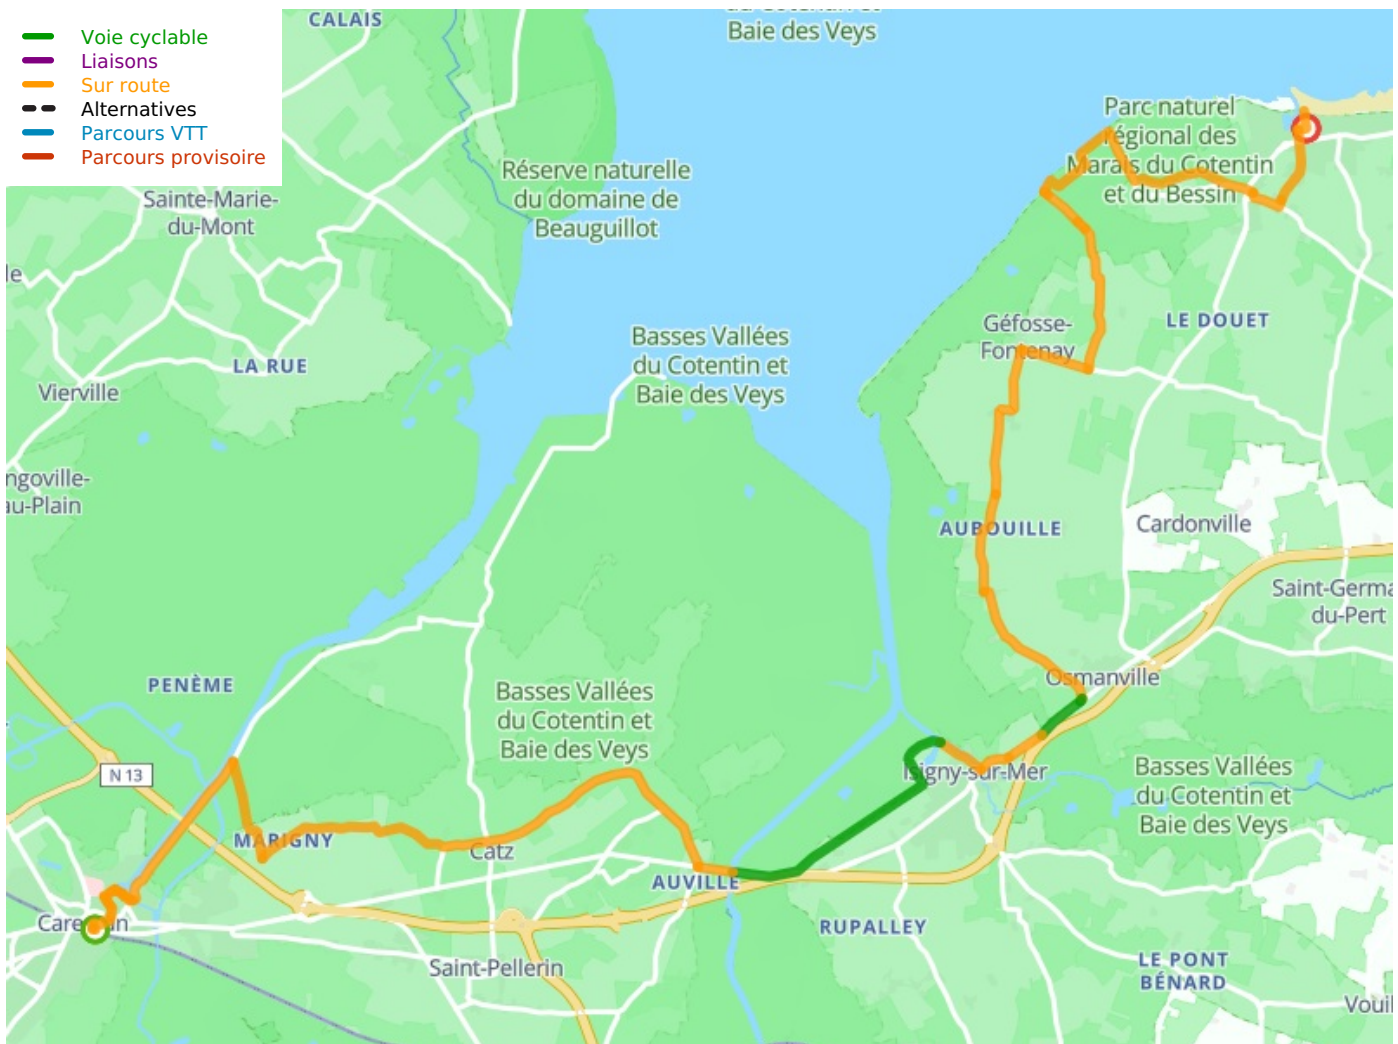 Voie cyclable
Liaisons
Sur route
Alternatives
Parcours VTT
Parcours provisoire
CALAIS
Baie des Veys
Parc naturel
régional des
Marais du Cotentin
et du Bessin
Réserve naturelle
du domaine de
Beauguillot
Sainte-Marie-
du-Mont
Basses Vallées
du Cotentin et
Baie des Veys
Géfosse-
Fontenay
LE DOUET
LA RUE
Vierville
ngoville-
au-Plain
AUBOUILLE
Cardonville
Saint-Germa
du-Pert
Osmanville
PENÈME
Basses Vallées
du Cotentin et
Baie des Veys
N 13
Isigny-sur-Mer
Basses Vallées
du Cotentin et
Baie des Veys
MARIGNY
Catz
AUVILLE
RUPALLEY
Saint-Pellerin
LE PONT
BÉNARD
Vouil